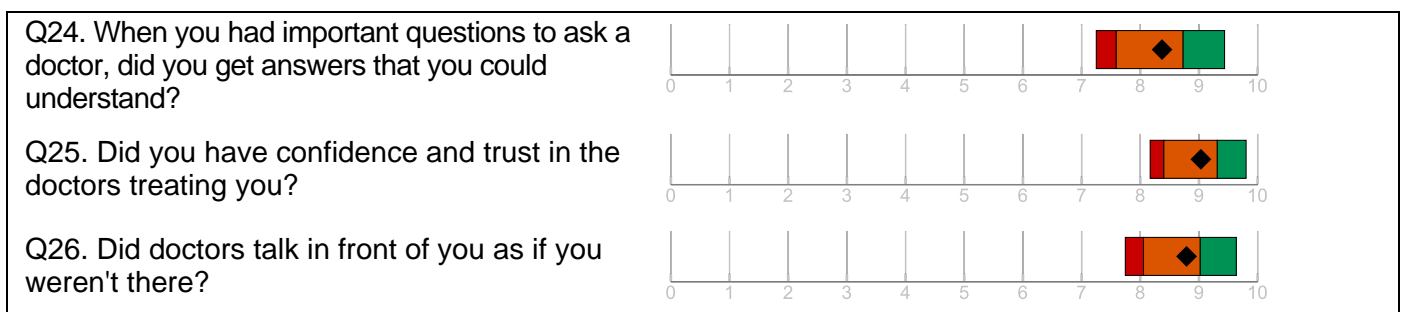 Q24. When you had important questions to ask a
doctor, did you get answers that you could
understand?
0 1 2 3 4 5 6 7 8 9 10
Q25. Did you have confidence and trust in the
doctors treating you?
0 1 2 3 4 5 6 7 8 9 10
Q26. Did doctors talk in front of you as if you
weren't there?
0 1 2 3 4 5 6 7 8 9 10